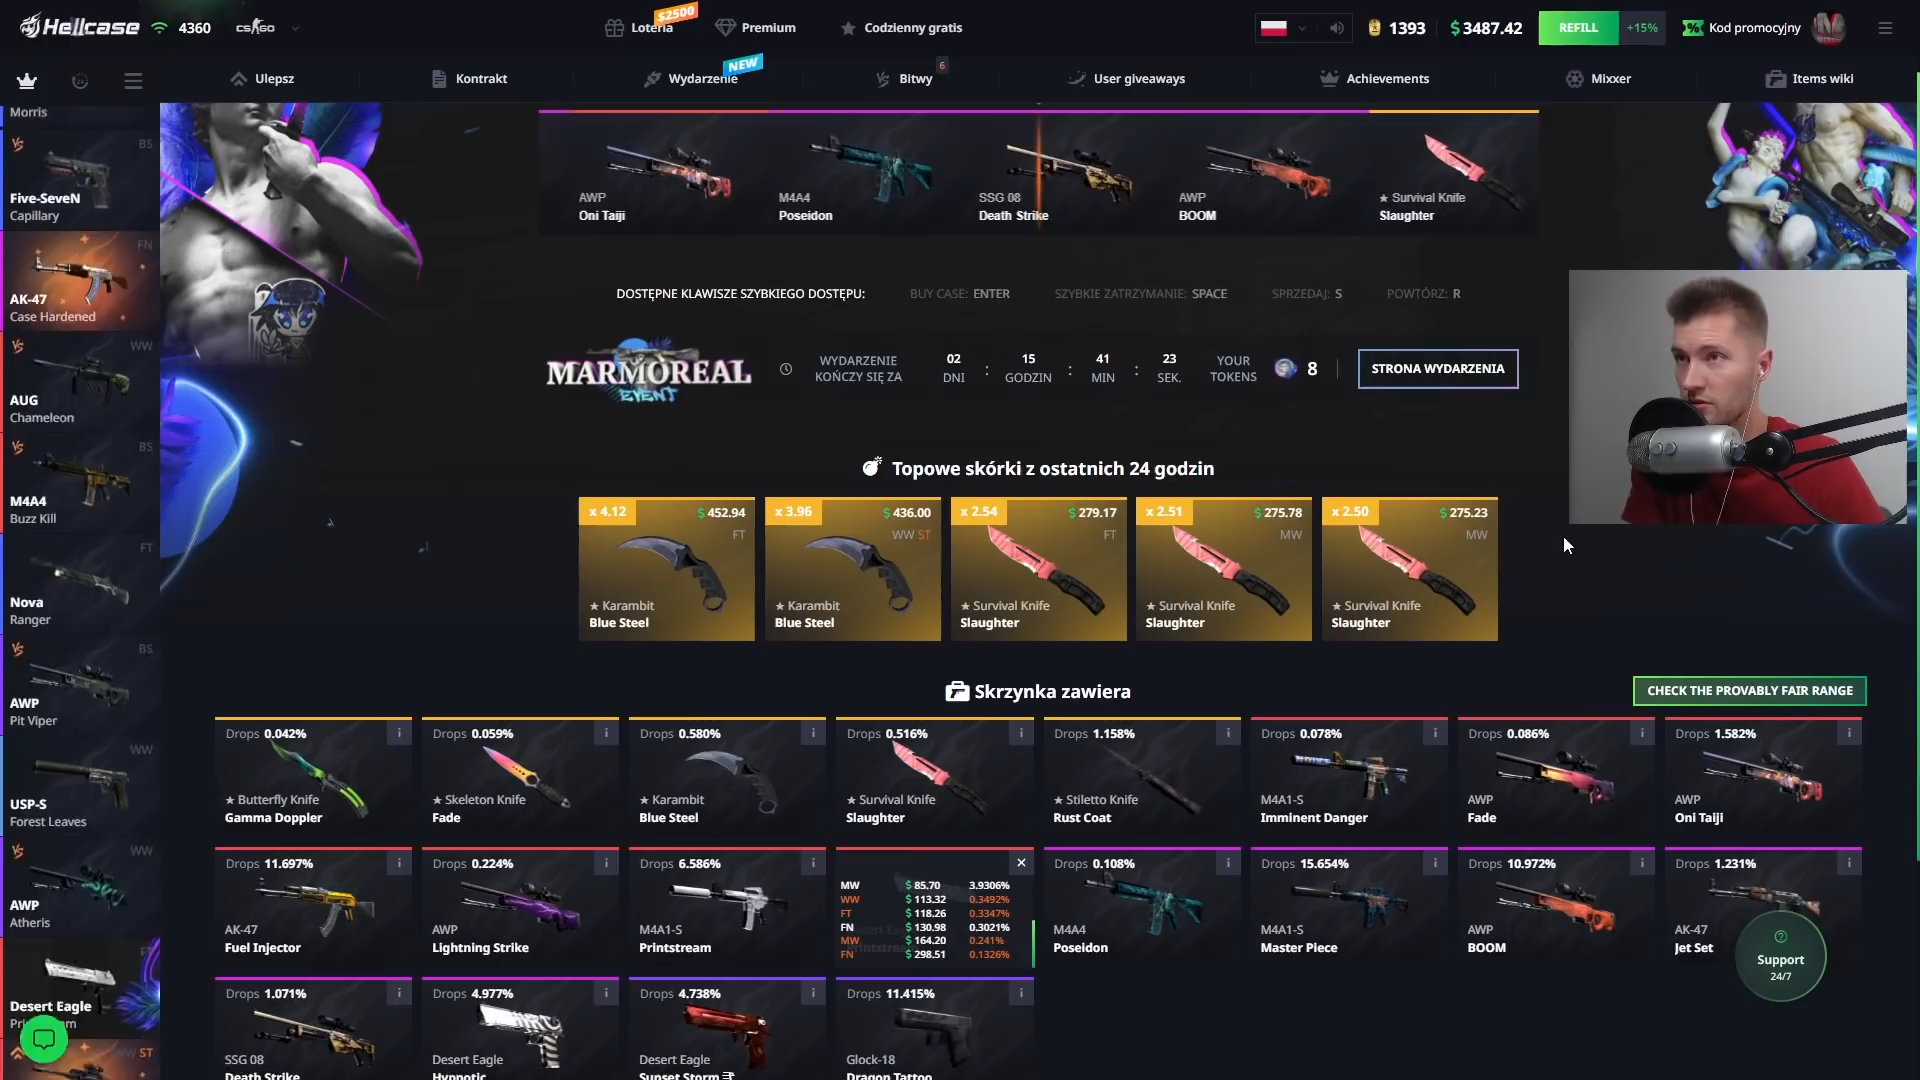 Hellcase
4360
CS:GO
Loteria
$2500
Premium
Codzienny gratis
1393
$ 3487.42
REFILL
+15%
Kod promocyjny
Ulepsz
Kontrakt
Wydarzenie
NEW
Bitwy
6
User giveaways
Achievements
Mixxer
Items wiki
Morris
BS
Five-SeveN
Capillary
FN
AK-47
Case Hardened
WW
AUG
Chameleon
BS
M4A4
Buzz Kill
FT
Nova
Ranger
BS
AWP
Pit Viper
WW
USP-S
Forest Leaves
WW
AWP
Atheris
Desert Eagle
WW ST
AWP
Oni Taiji
M4A4
Poseidon
SSG 08
Death Strike
AWP
BOOM
★ Survival Knife
Slaughter
DOSTĘPNE KLAWISZE SZYBKIEGO DOSTĘPU:
BUY CASE: ENTER
SZYBKIE ZATRZYMANIE: SPACE
SPRZEDAJ: S
POWTÓRZ: R
MARMOREAL
EVENT
WYDARZENIE
KOŃCZY SIĘ ZA
02 : 15 : 41 : 23
DNI GODZIN MIN SEK.
YOUR
TOKENS
8
STRONA WYDARZENIA
Topowe skórki z ostatnich 24 godzin
x 4.12
$ 452.94
FT
★ Karambit
Blue Steel
x 3.96
$ 436.00
WW ST
★ Karambit
Blue Steel
x 2.54
$ 279.17
FT
★ Survival Knife
Slaughter
x 2.51
$ 275.78
MW
★ Survival Knife
Slaughter
x 2.50
$ 275.23
MW
★ Survival Knife
Slaughter
Skrzynka zawiera
CHECK THE PROVABLY FAIR RANGE
Drops 0.042%
★ Butterfly Knife
Gamma Doppler
Drops 0.059%
★ Skeleton Knife
Fade
Drops 0.580%
★ Karambit
Blue Steel
Drops 0.516%
★ Survival Knife
Slaughter
Drops 1.158%
★ Stiletto Knife
Rust Coat
Drops 0.078%
M4A1-S
Imminent Danger
Drops 0.086%
AWP
Fade
Drops 1.582%
AWP
Oni Taiji
Drops 11.697%
AK-47
Fuel Injector
Drops 0.224%
AWP
Lightning Strike
Drops 6.586%
M4A1-S
Printstream
MW $ 85.70 3.9306%
WW $ 113.32 0.3492%
FT $ 118.26 0.3347%
FN $ 130.98 0.3021%
MW $ 164.20 0.241%
FN $ 298.51 0.1326%
Drops 0.108%
M4A4
Poseidon
Drops 15.654%
M4A1-S
Master Piece
Drops 10.972%
AWP
BOOM
Drops 1.231%
AK-47
Jet Set
Drops 1.071%
SSG 08
Death Strike
Drops 4.977%
Desert Eagle
Hypnotic
Drops 4.738%
Desert Eagle
Sunset Storm 壱
Drops 11.415%
Glock-18
Dragon Tattoo
Support
24/7